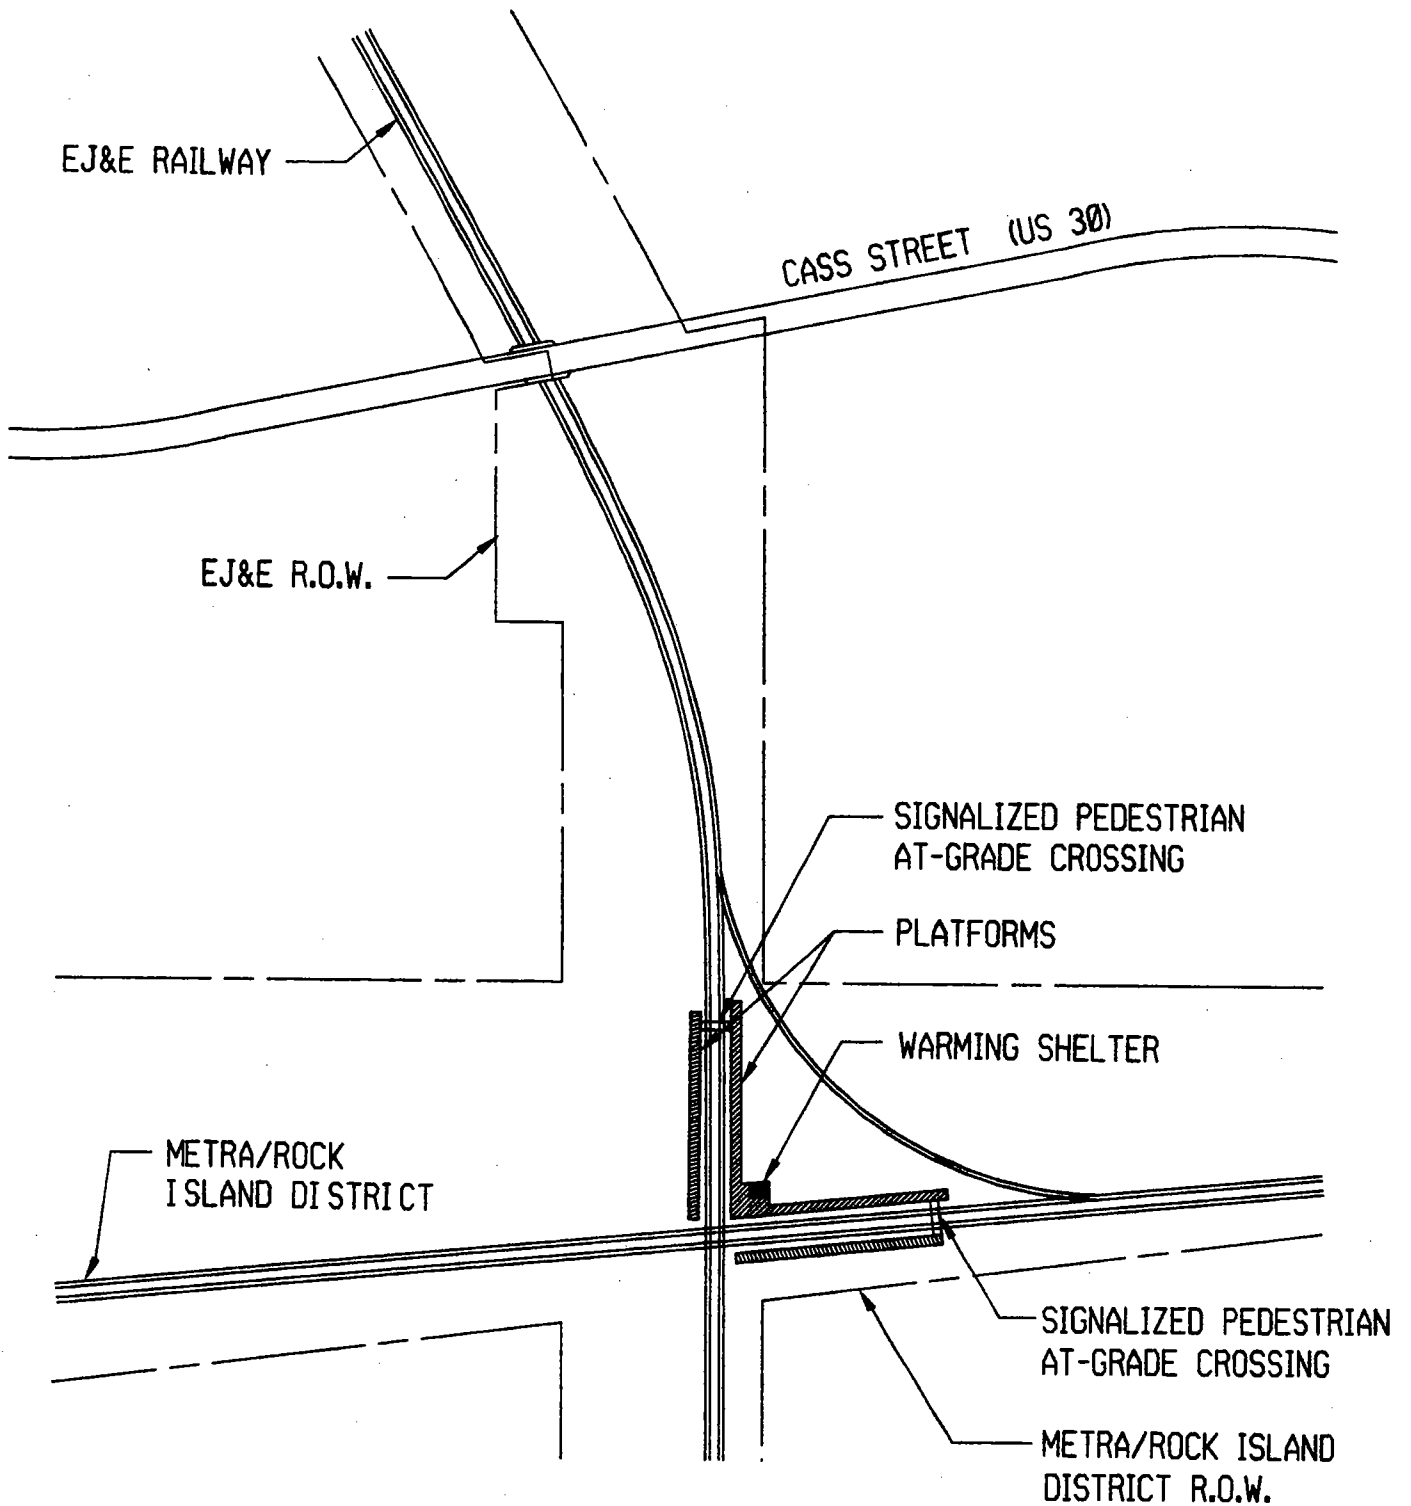 EJ&E RAILWAY
CASS STREET (US 30)
EJ&E R.O.W.
SIGNALIZED PEDESTRIAN
AT-GRADE CROSSING
PLATFORMS
WARMING SHELTER
METRA/ROCK
ISLAND DISTRICT
SIGNALIZED PEDESTRIAN
AT-GRADE CROSSING
METRA/ROCK ISLAND
DISTRICT R.O.W.